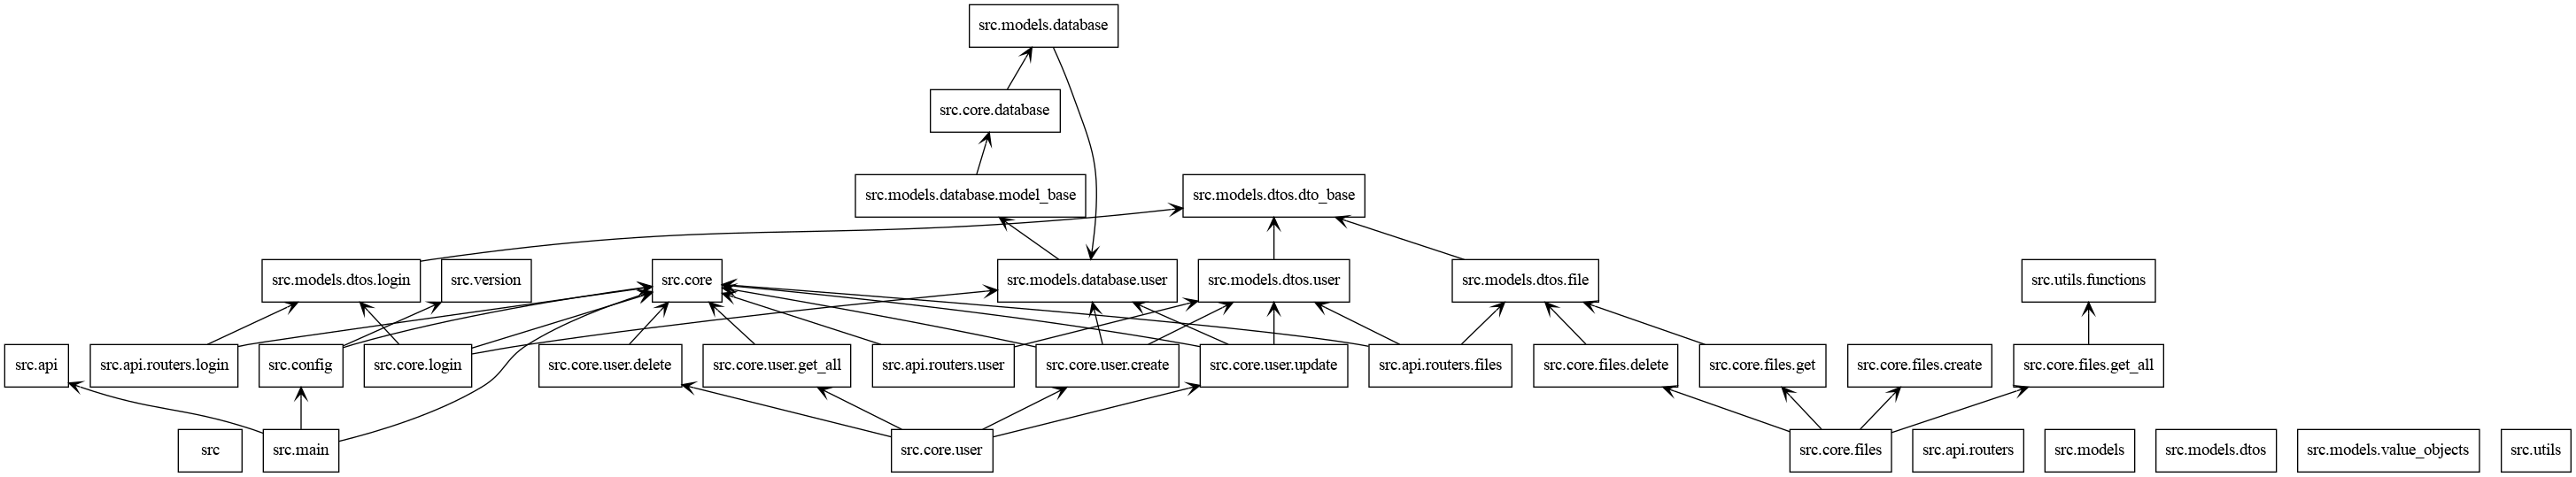 src.models.database
src.core.database
src.models.database.model_base
src.models.dtos.dto_base
src.models.dtos.login
src.version
src.core
src.models.database.user
src.models.dtos.user
src.models.dtos.file
src.utils.functions
src.api
src.api.routers.login
src.config
src.core.login
src.core.user.delete
src.core.user.get_all
src.api.routers.user
src.core.user.create
src.core.user.update
src.api.routers.files
src.core.files.delete
src.core.files.get
src.core.files.create
src.core.files.get_all
src
src.main
src.core.user
src.core.files
src.api.routers
src.models
src.models.dtos
src.models.value_objects
src.utils